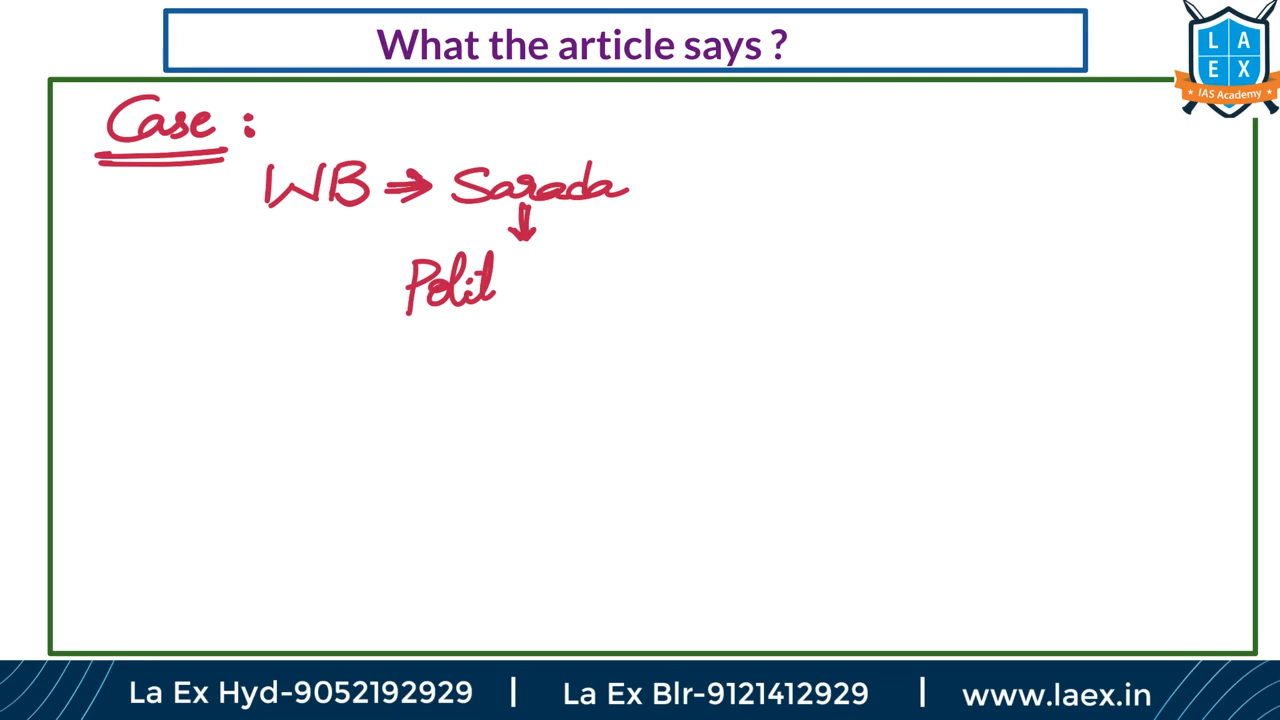 What the article says ?
L A
E X
IAS Academy
Case :
WB ⇒ Sarada
↓
Polit
La Ex Hyd-9052192929 | La Ex Blr-9121412929 | www.laex.in